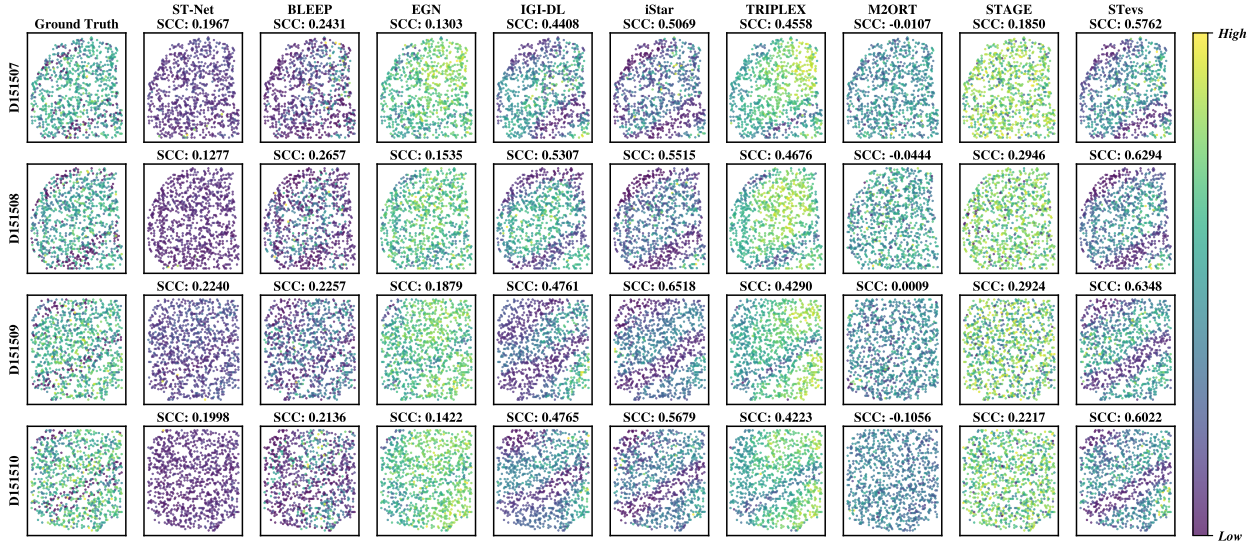 ST-Net BLEEP EGN IGI-DL iStar TRIPLEX M2ORT STAGE STevs
Ground Truth SCC: 0.1967 SCC: 0.2431 SCC: 0.1303 SCC: 0.4408 SCC: 0.5069 SCC: 0.4558 SCC: -0.0107 SCC: 0.1850 SCC: 0.5762
High
D151507
SCC: 0.1277 SCC: 0.2657 SCC: 0.1535 SCC: 0.5307 SCC: 0.5515 SCC: 0.4676 SCC: -0.0444 SCC: 0.2946 SCC: 0.6294
D151508
SCC: 0.2240 SCC: 0.2257 SCC: 0.1879 SCC: 0.4761 SCC: 0.6518 SCC: 0.4290 SCC: 0.0009 SCC: 0.2924 SCC: 0.6348
D151509
SCC: 0.1998 SCC: 0.2136 SCC: 0.1422 SCC: 0.4765 SCC: 0.5679 SCC: 0.4223 SCC: -0.1056 SCC: 0.2217 SCC: 0.6022
D151510
Low